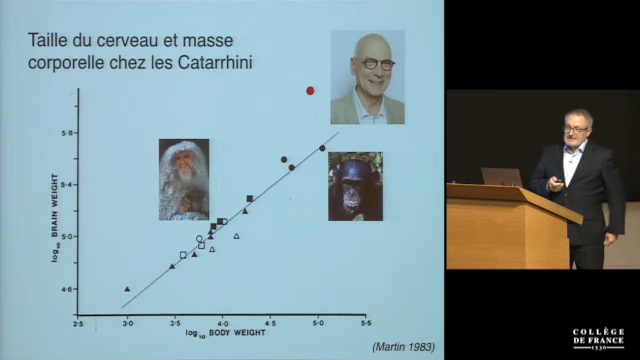 Taille du cerveau et masse
corporelle chez les Catarrhini
5·8
5·4
5·0
4·6
log₁₀ BRAIN WEIGHT
2·5 3·0 3·5 4·0 4·5 5·0 5·5
log₁₀ BODY WEIGHT
(Martin 1983)
COLLÈGE
DE FRANCE
1530